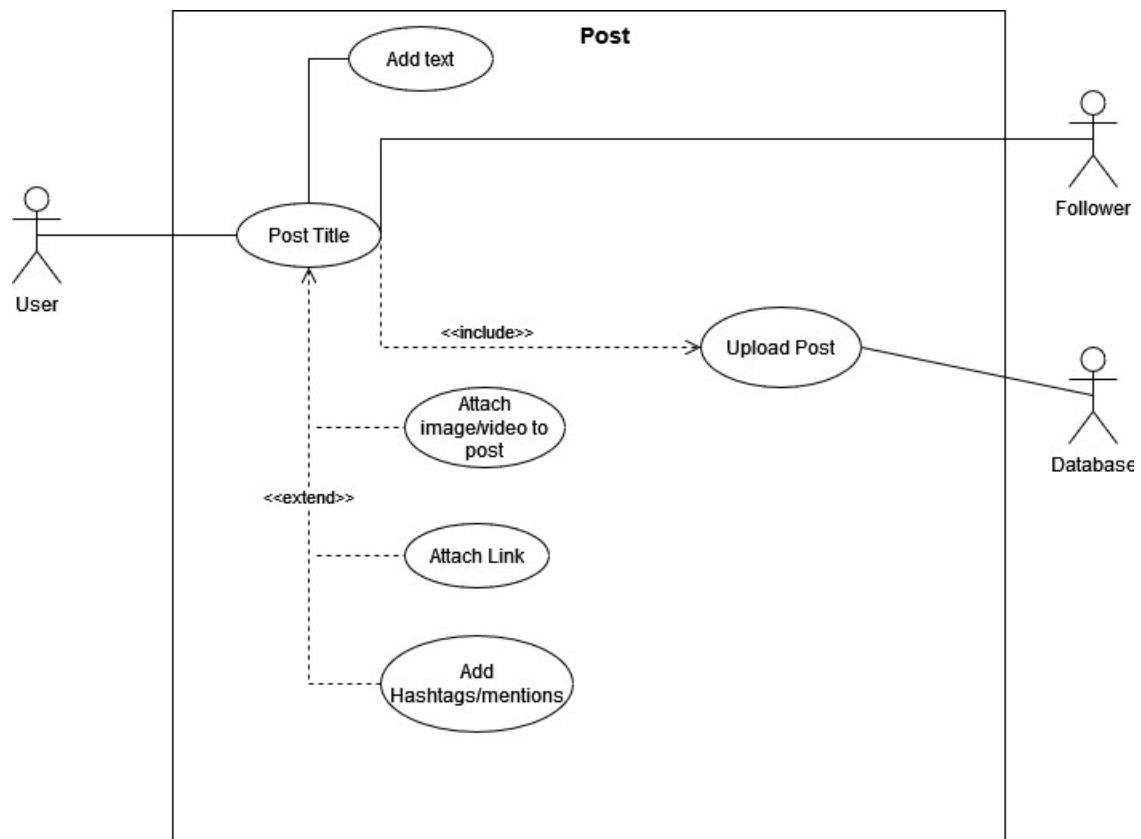 Post
Add text
Follower
Post Title
User
<<include>>
Upload Post
Attach
image/video to
post
Database
<<extend>>
Attach Link
Add
Hashtags/mentions